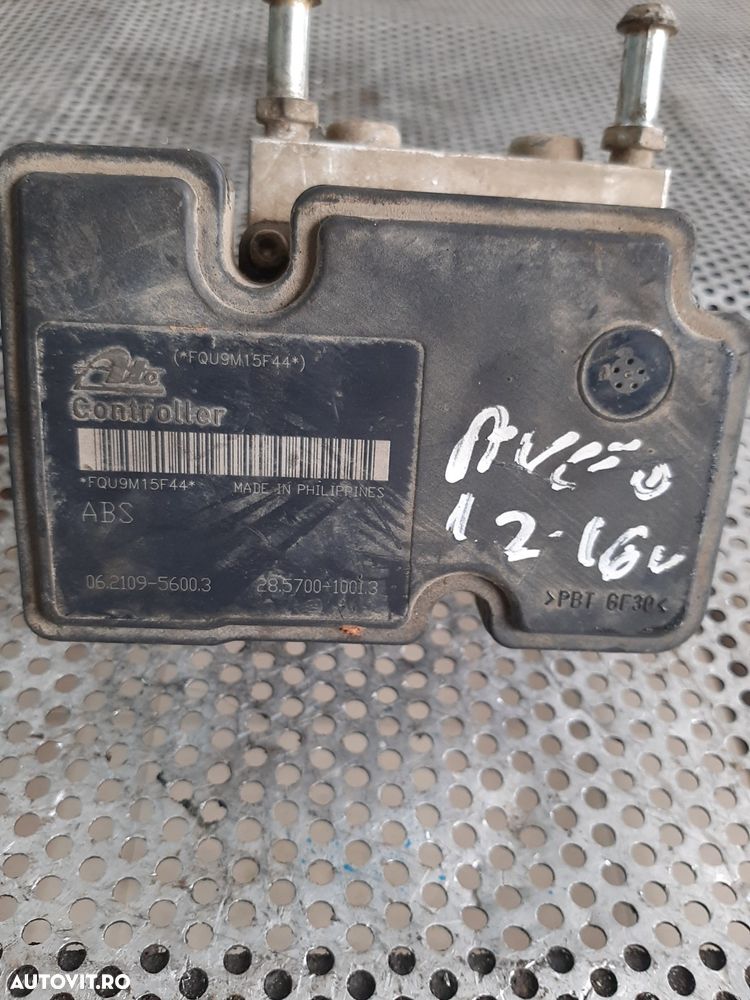 (*FQU9M15F44*)
Ate
Controller
*FQU9M15F44* MADE IN PHILIPPINES
ABS
06.2109-5600.3 28.5700-1001.3
AVEO
1.2-16v
>PBT GF30<
AUTOVIT.RO